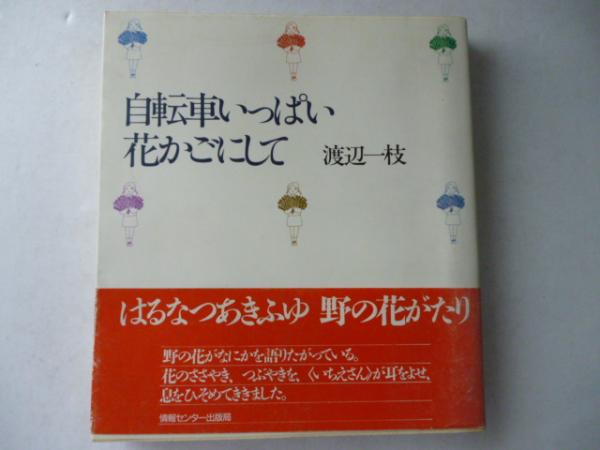 自転車いっぱい
花かごにして 渡辺一枝
はるなつあきふゆ 野の花がたり
野の花がなにかを語りたがっている。
花のささやき、つぶやきを、〈いちえさん〉が耳をよせ、
息をひそめてききました。
情報センター出版局